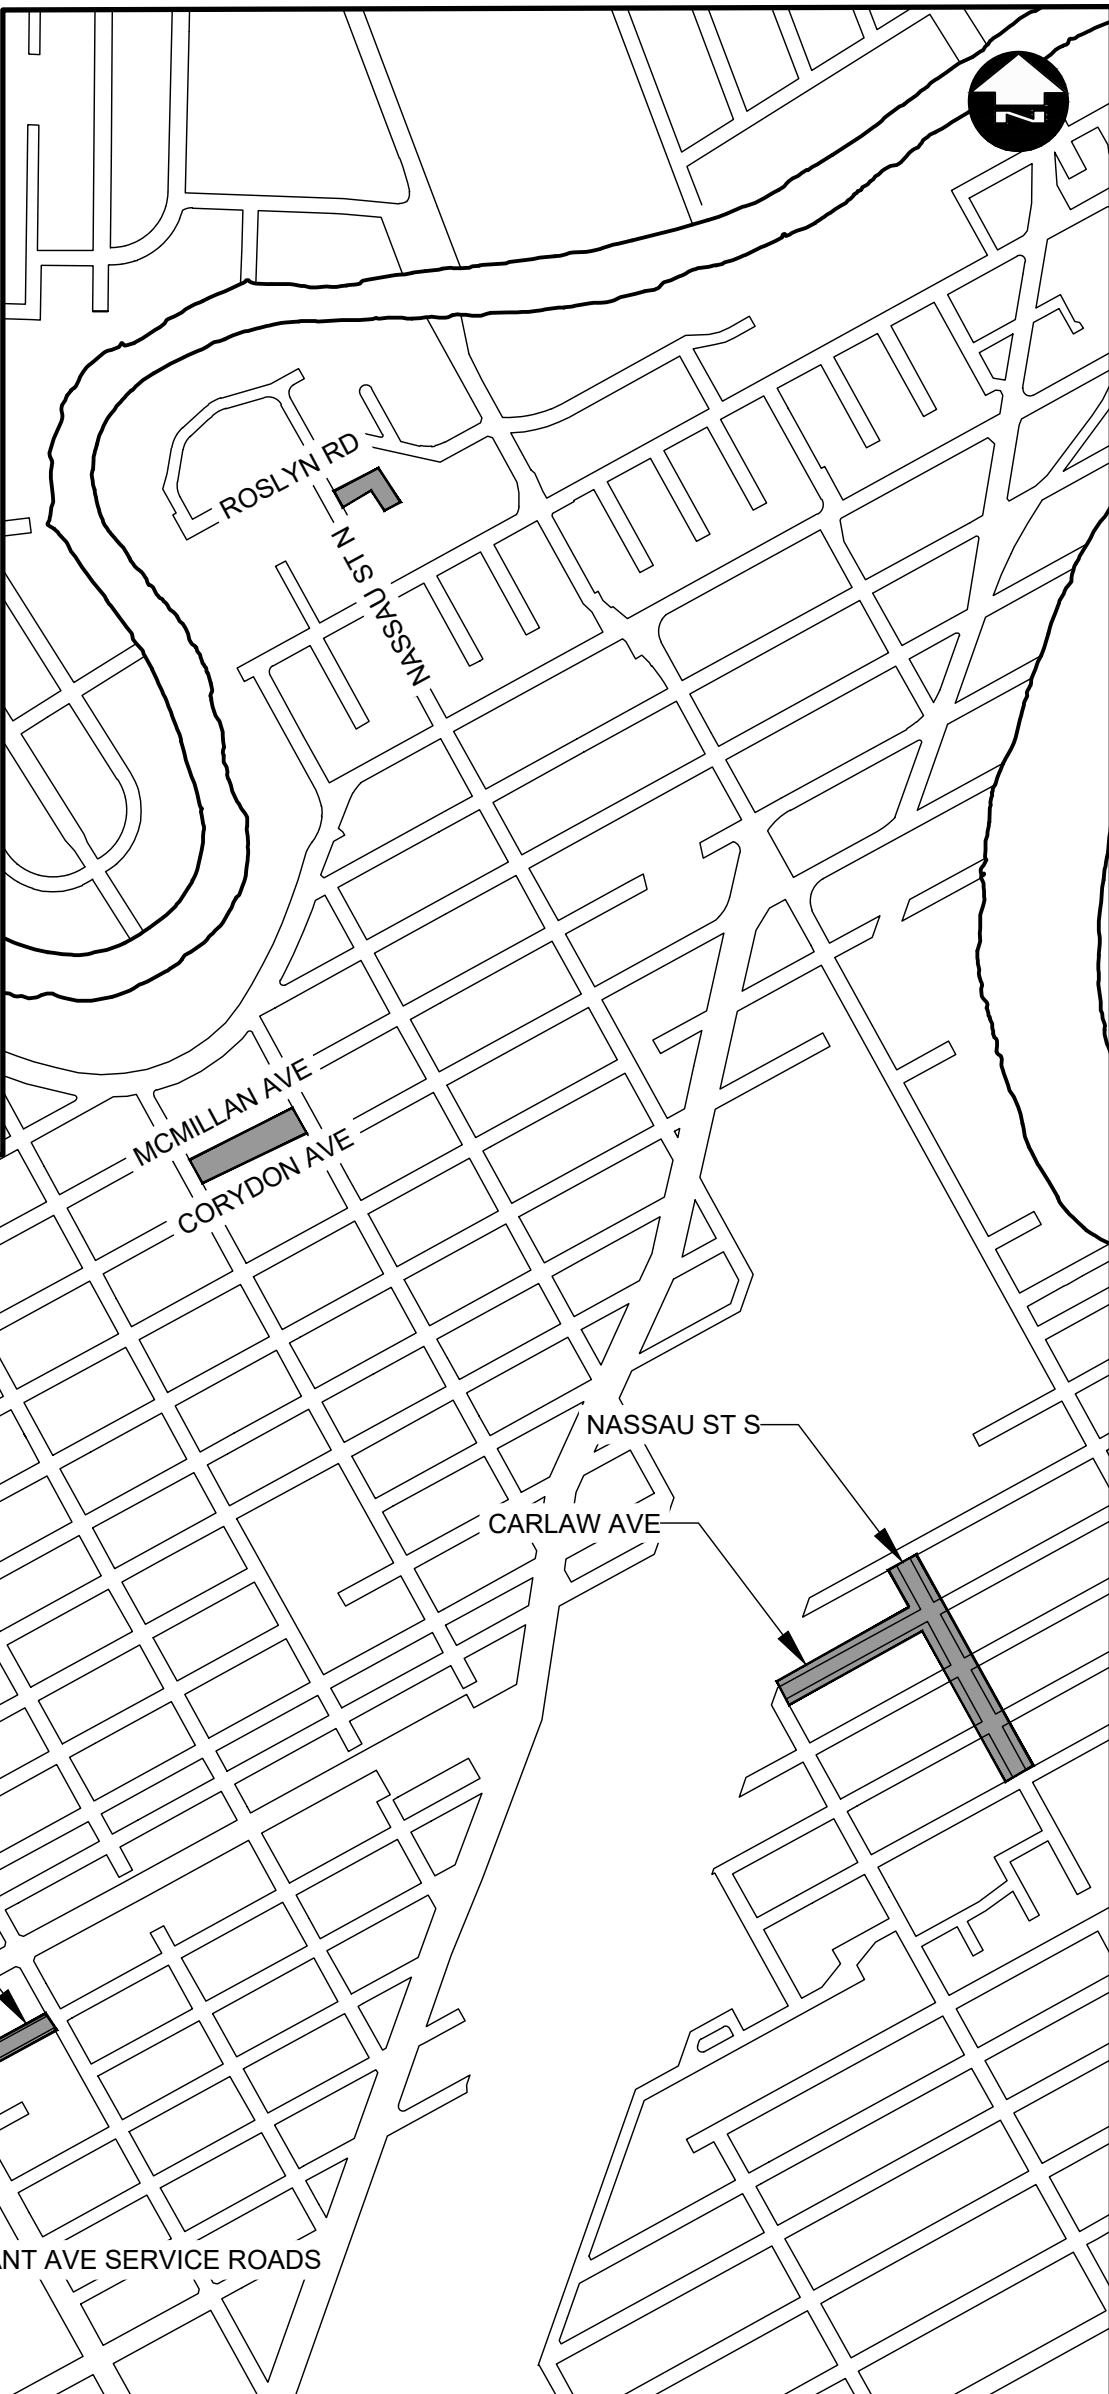 N
ROSLYN RD
NASSAU ST N
MCMILLAN AVE
CORYDON AVE
NASSAU ST S
CARLAW AVE
ANT AVE SERVICE ROADS